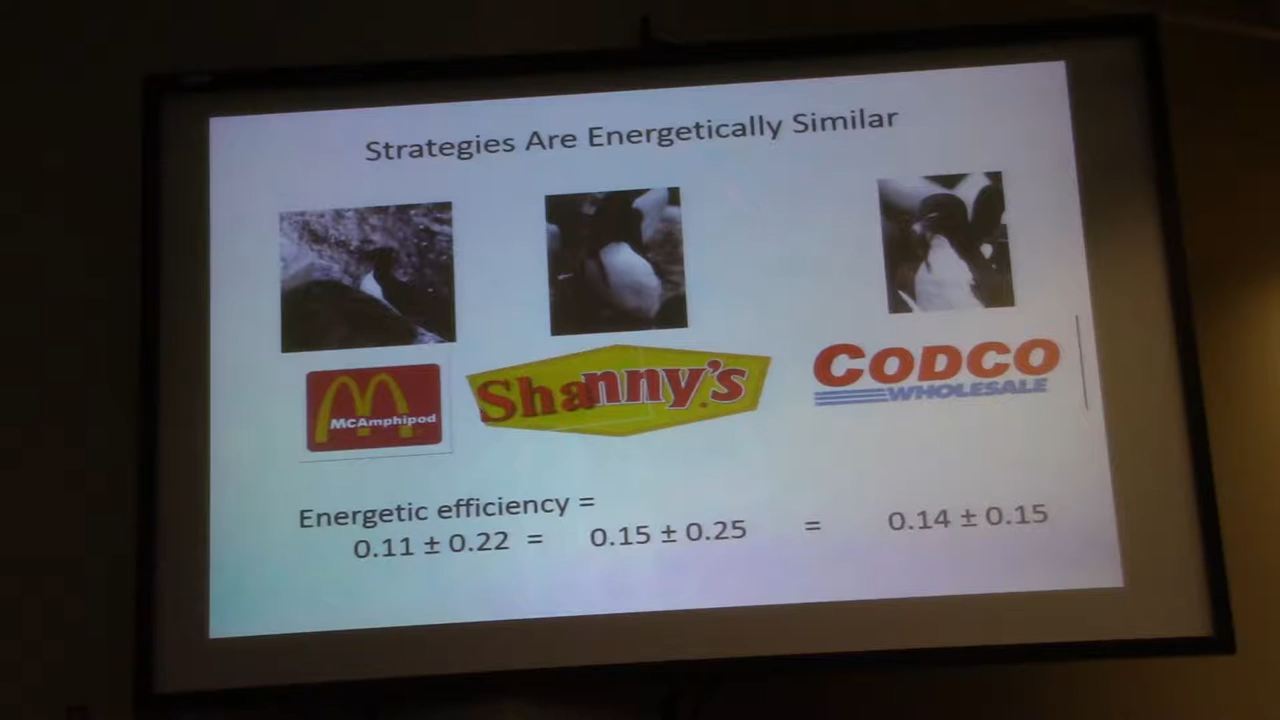 Strategies Are Energetically Similar
McAmphipod
Shanny's
CODCO
WHOLESALE
Energetic efficiency =
0.11 ± 0.22 = 0.15 ± 0.25 = 0.14 ± 0.15